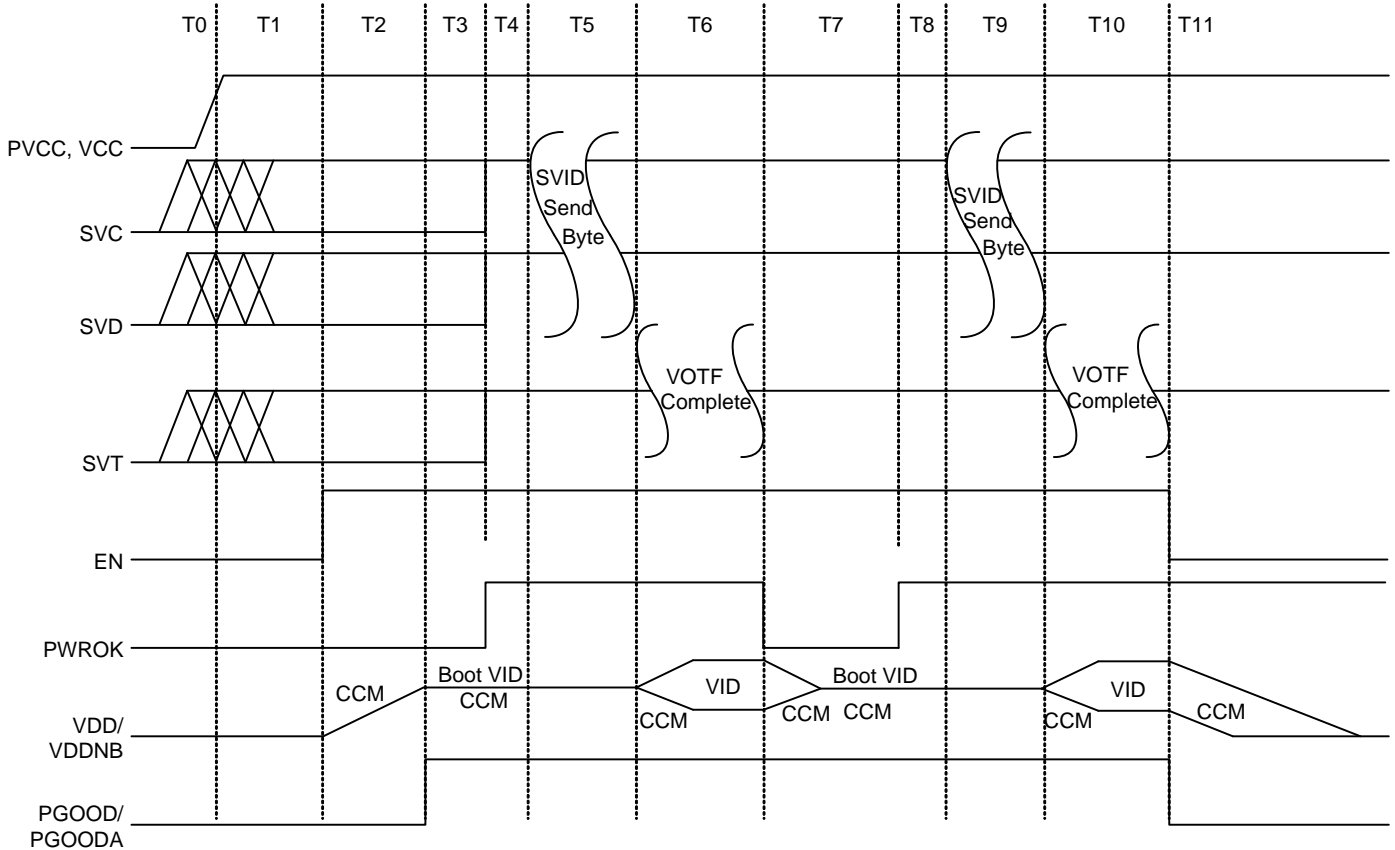 T0 T1 T2 T3 T4 T5 T6 T7 T8 T9 T10 T11
PVCC, VCC
SVID
Send
Byte
SVID
Send
Byte
SVC
SVD
VOTF
Complete
VOTF
Complete
SVT
EN
PWROK
CCM
Boot VID
CCM
CCM
VID
CCM
Boot VID
CCM
CCM
VID
CCM
VDD/
VDDNB
PGOOD/
PGOODA